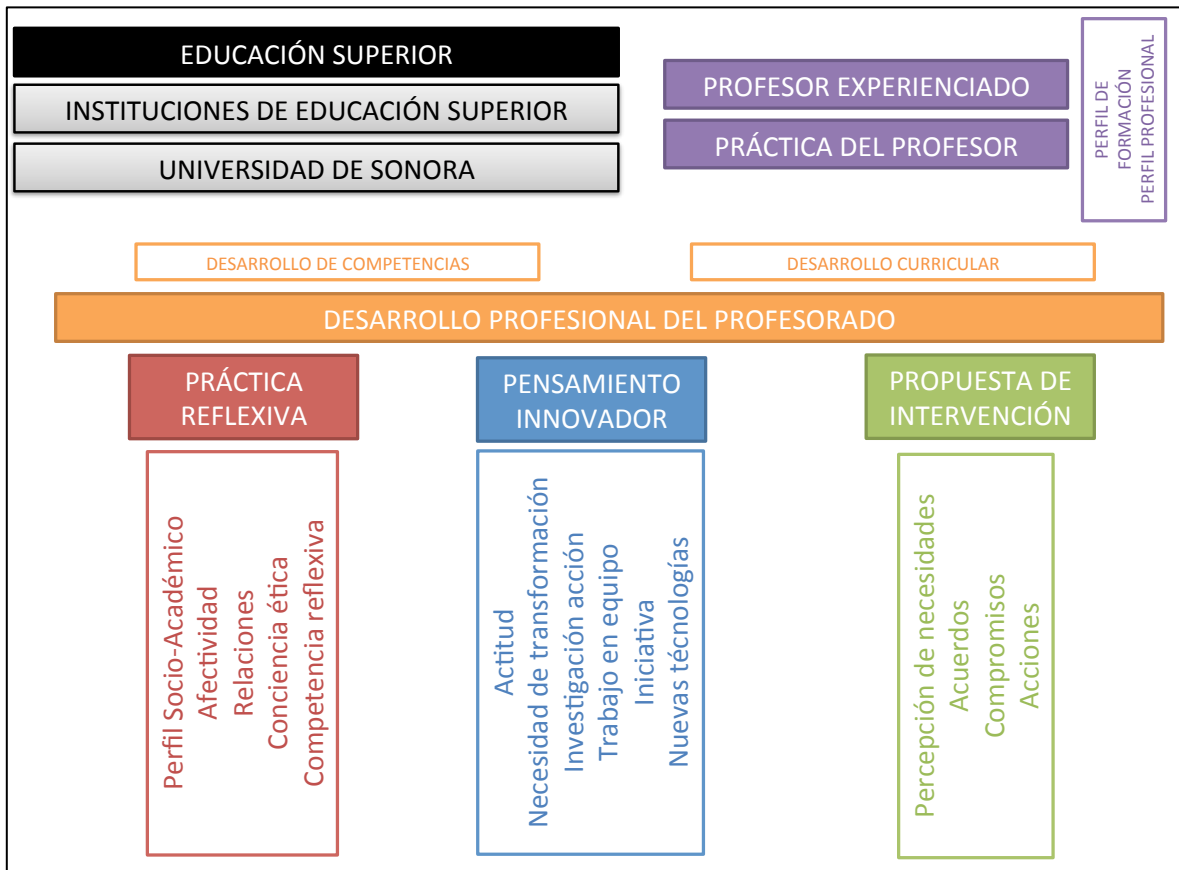 EDUCACIÓN SUPERIOR
INSTITUCIONES DE EDUCACIÓN SUPERIOR
UNIVERSIDAD DE SONORA
PROFESOR EXPERIENCIADO
PRÁCTICA DEL PROFESOR
PERFIL DE
FORMACIÓN
PERFIL PROFESIONAL
DESARROLLO DE COMPETENCIAS
DESARROLLO CURRICULAR
DESARROLLO PROFESIONAL DEL PROFESORADO
PRÁCTICA
REFLEXIVA
PENSAMIENTO
INNOVADOR
PROPUESTA DE
INTERVENCIÓN
Perfil Socio-Académico
Afectividad
Relaciones
Conciencia ética
Competencia reflexiva
Actitud
Necesidad de transformación
Investigación acción
Trabajo en equipo
Iniciativa
Nuevas técnologías
Percepción de necesidades
Acuerdos
Compromisos
Acciones